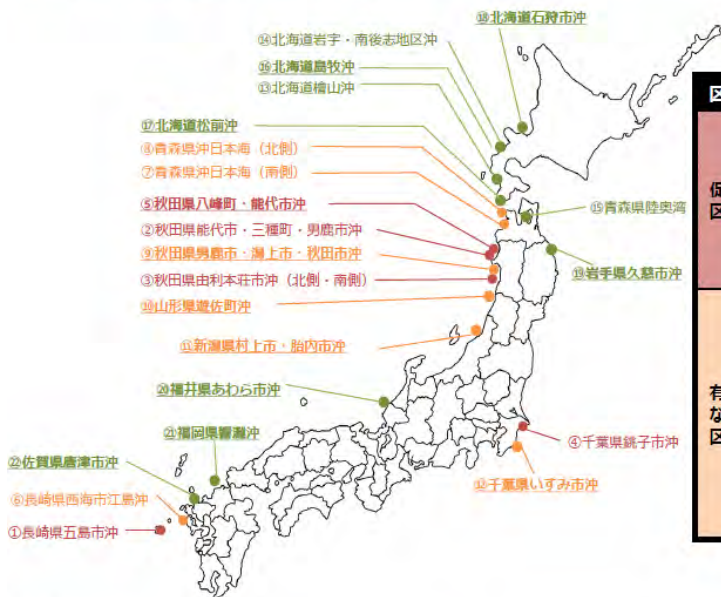 ⑱北海道石狩市沖
⑭北海道岩宇・南後志地区沖
⑯北海道島牧沖
⑬北海道檜山沖
⑰北海道松前沖
⑧青森県沖日本海（北側）
⑦青森県沖日本海（南側）
⑤秋田県八峰町・能代市沖
⑮青森県陸奥湾
②秋田県能代市・三種町・男鹿市沖
⑨秋田県男鹿市・潟上市・秋田市沖
⑲岩手県久慈市沖
③秋田県由利本荘市沖（北側・南側）
⑩山形県遊佐町沖
⑪新潟県村上市・胎内市沖
⑳福井県あわら市沖
㉑福岡県響灘沖
④千葉県銚子市沖
㉒佐賀県唐津市沖
⑫千葉県いすみ市沖
⑥長崎県西海市江島沖
①長崎県五島市沖
区
促
区
有
な
区